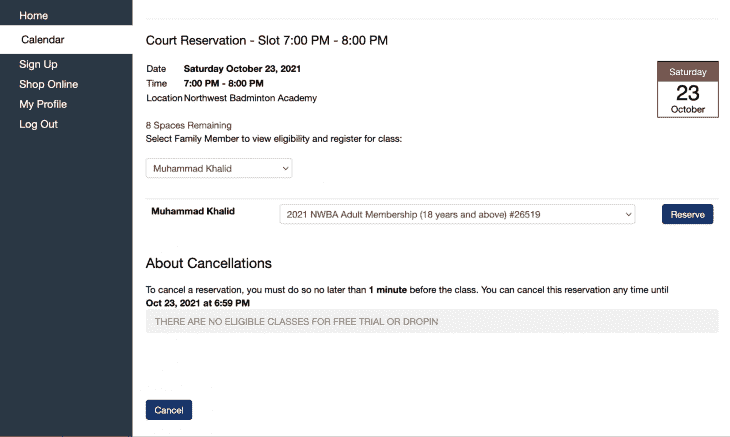 Home
Calendar
Sign Up
Shop Online
My Profile
Log Out
Court Reservation - Slot 7:00 PM - 8:00 PM
Date Saturday October 23, 2021
Time 7:00 PM - 8:00 PM
Location Northwest Badminton Academy
Saturday
23
October
8 Spaces Remaining
Select Family Member to view eligibility and register for class:
Muhammad Khalid
Muhammad Khalid 2021 NWBA Adult Membership (18 years and above) #26519 Reserve
About Cancellations
To cancel a reservation, you must do so no later than 1 minute before the class. You can cancel this reservation any time until
Oct 23, 2021 at 6:59 PM
THERE ARE NO ELIGIBLE CLASSES FOR FREE TRIAL OR DROPIN
Cancel